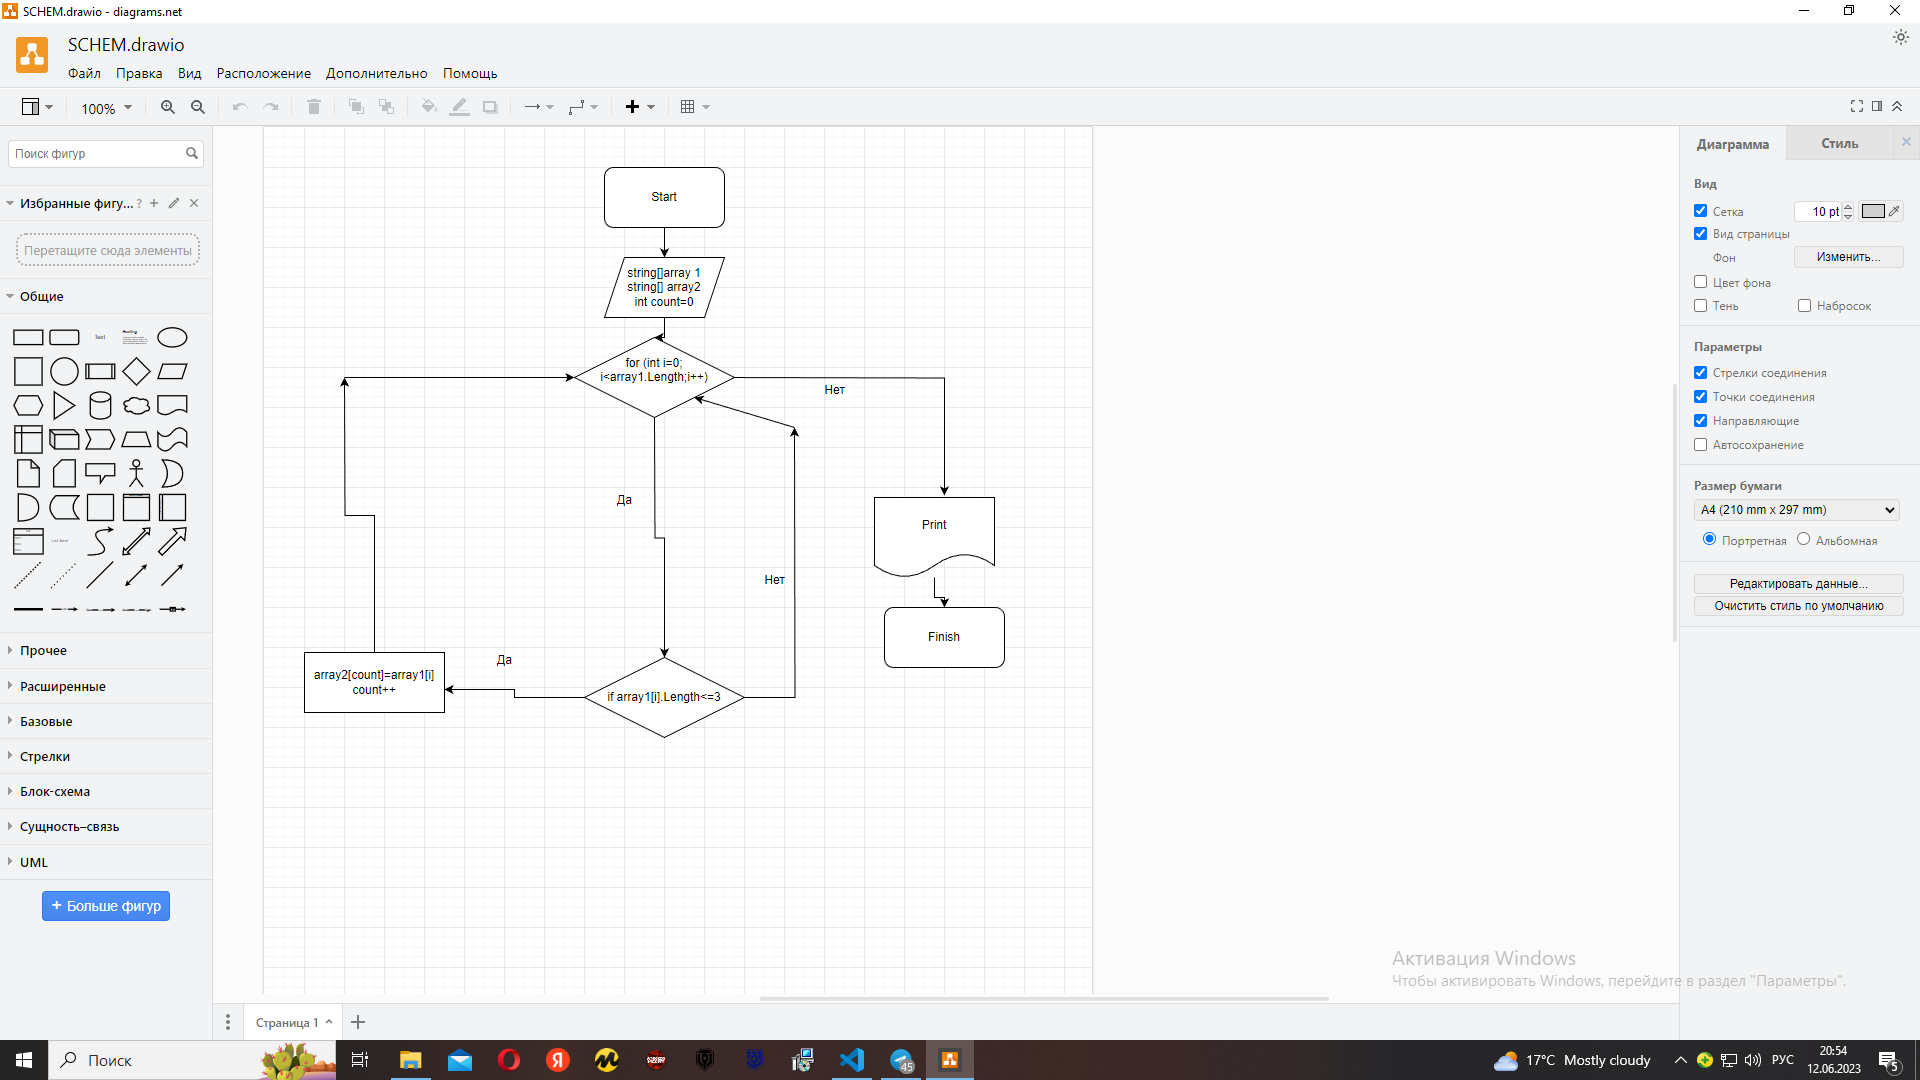 SCHEM.drawio - diagrams.net
SCHEM.drawio
Файл Правка Вид Расположение Дополнительно Помощь
100%
Поиск фигур
Избранные фигу... ?
Перетащите сюда элементы
Общие
Text
Heading
List Item
Прочее
Расширенные
Базовые
Стрелки
Блок-схема
Сущность–связь
UML
+ Больше фигур
Start
string[]array 1
string[] array2
int count=0
for (int i=0;
i<array1.Length;i++)
Нет
Да
Нет
Print
Finish
Да
array2[count]=array1[i]
count++
if array1[i].Length<=3
Диаграмма Стиль
Вид
Сетка 10 pt
Вид страницы
Фон Изменить...
Цвет фона
Тень Набросок
Параметры
Стрелки соединения
Точки соединения
Направляющие
Автосохранение
Размер бумаги
A4 (210 mm x 297 mm)
Портретная Альбомная
Редактировать данные...
Очистить стиль по умолчанию
Активация Windows
Чтобы активировать Windows, перейдите в раздел "Параметры".
Страница 1
Поиск
45
17°C Mostly cloudy
РУС
20:54
12.06.2023
5